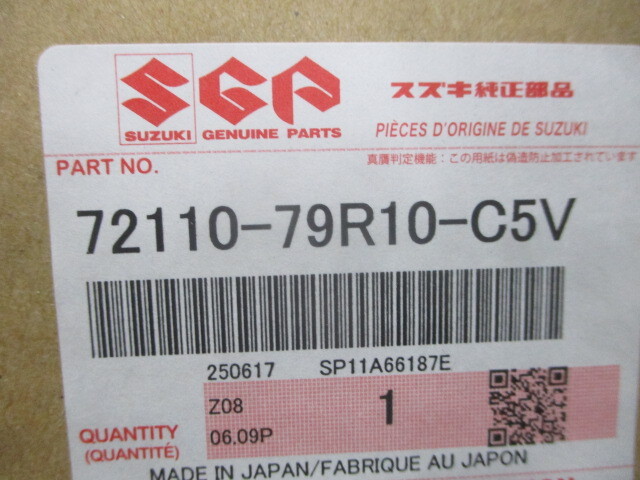 SGP
スズキ純正部品
SUZUKI GENUINE PARTS
PIÈCES D'ORIGINE DE SUZUKI
真贋判定機能：この用紙は偽造防止加工されています
PART NO.
72110-79R10-C5V
250617 SP11A66187E
Z08
1
06.09P
QUANTITY
(QUANTITÉ)
MADE IN JAPAN/FABRIQUE AU JAPON